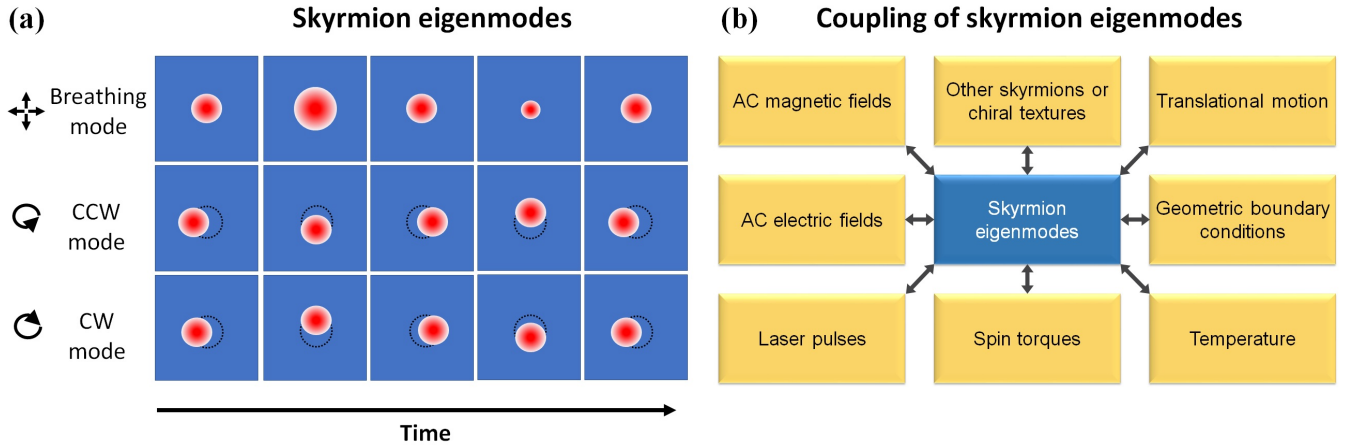 (a)
Skyrmion eigenmodes
Breathing
mode
CCW
mode
CW
mode
Time
(b)
Coupling of skyrmion eigenmodes
AC magnetic fields
Other skyrmions or
chiral textures
Translational motion
AC electric fields
Skyrmion
eigenmodes
Geometric boundary
conditions
Laser pulses
Spin torques
Temperature